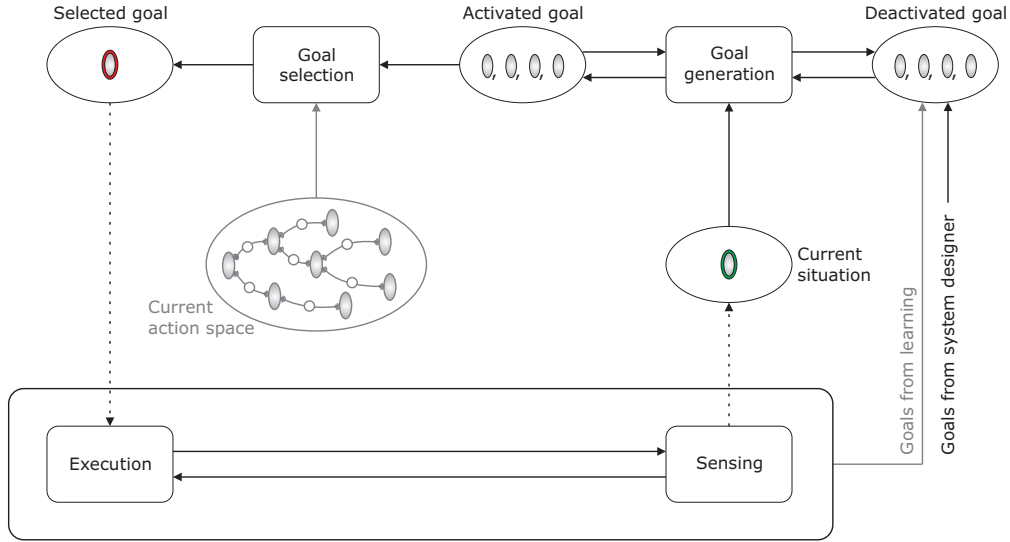 Selected goal
Activated goal
Deactivated goal
Goal
selection
Goal
generation
, , ,
, , ,
Current
situation
Current
action space
Goals from learning
Goals from system designer
Execution
Sensing